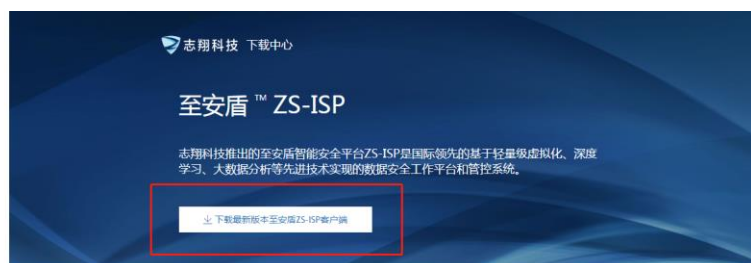 志翔科技 下载中心
至安盾™ ZS-ISP
志翔科技推出的至安盾智能安全平台ZS-ISP是国际领先的基于轻量级虚拟化、深度
学习、大数据分析等先进技术实现的数据安全工作平台和管控系统。
下载最新版本至安盾ZS-ISP客户端